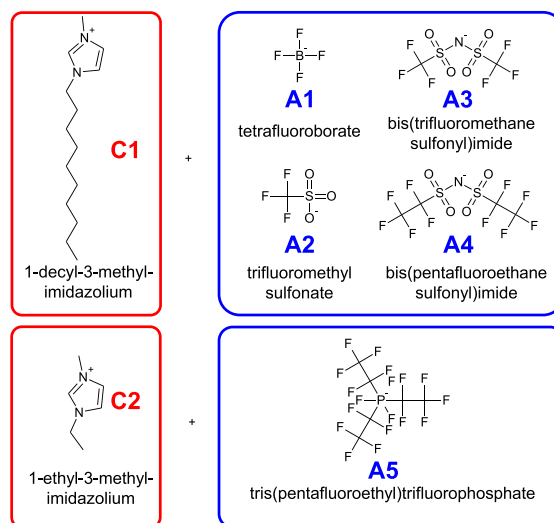 N
+
N
C1
1-decyl-3-methyl-
imidazolium
+
F
F B F
-
F
A1
tetrafluoroborate
O N O
-
F S S F
F O O F
F F
A3
bis(trifluoromethane
sulfonyl)imide
F O
F S O
F O
-
A2
trifluoromethyl
sulfonate
F F O N O F F
-
F S S F
F O O F
F F F F
A4
bis(pentafluoroethane
sulfonyl)imide
N
+
N
C2
1-ethyl-3-methyl-
imidazolium
+
F F
F F
F F F F F
F P F
-
F F F F F
F F
F F
F
A5
tris(pentafluoroethyl)trifluorophosphate